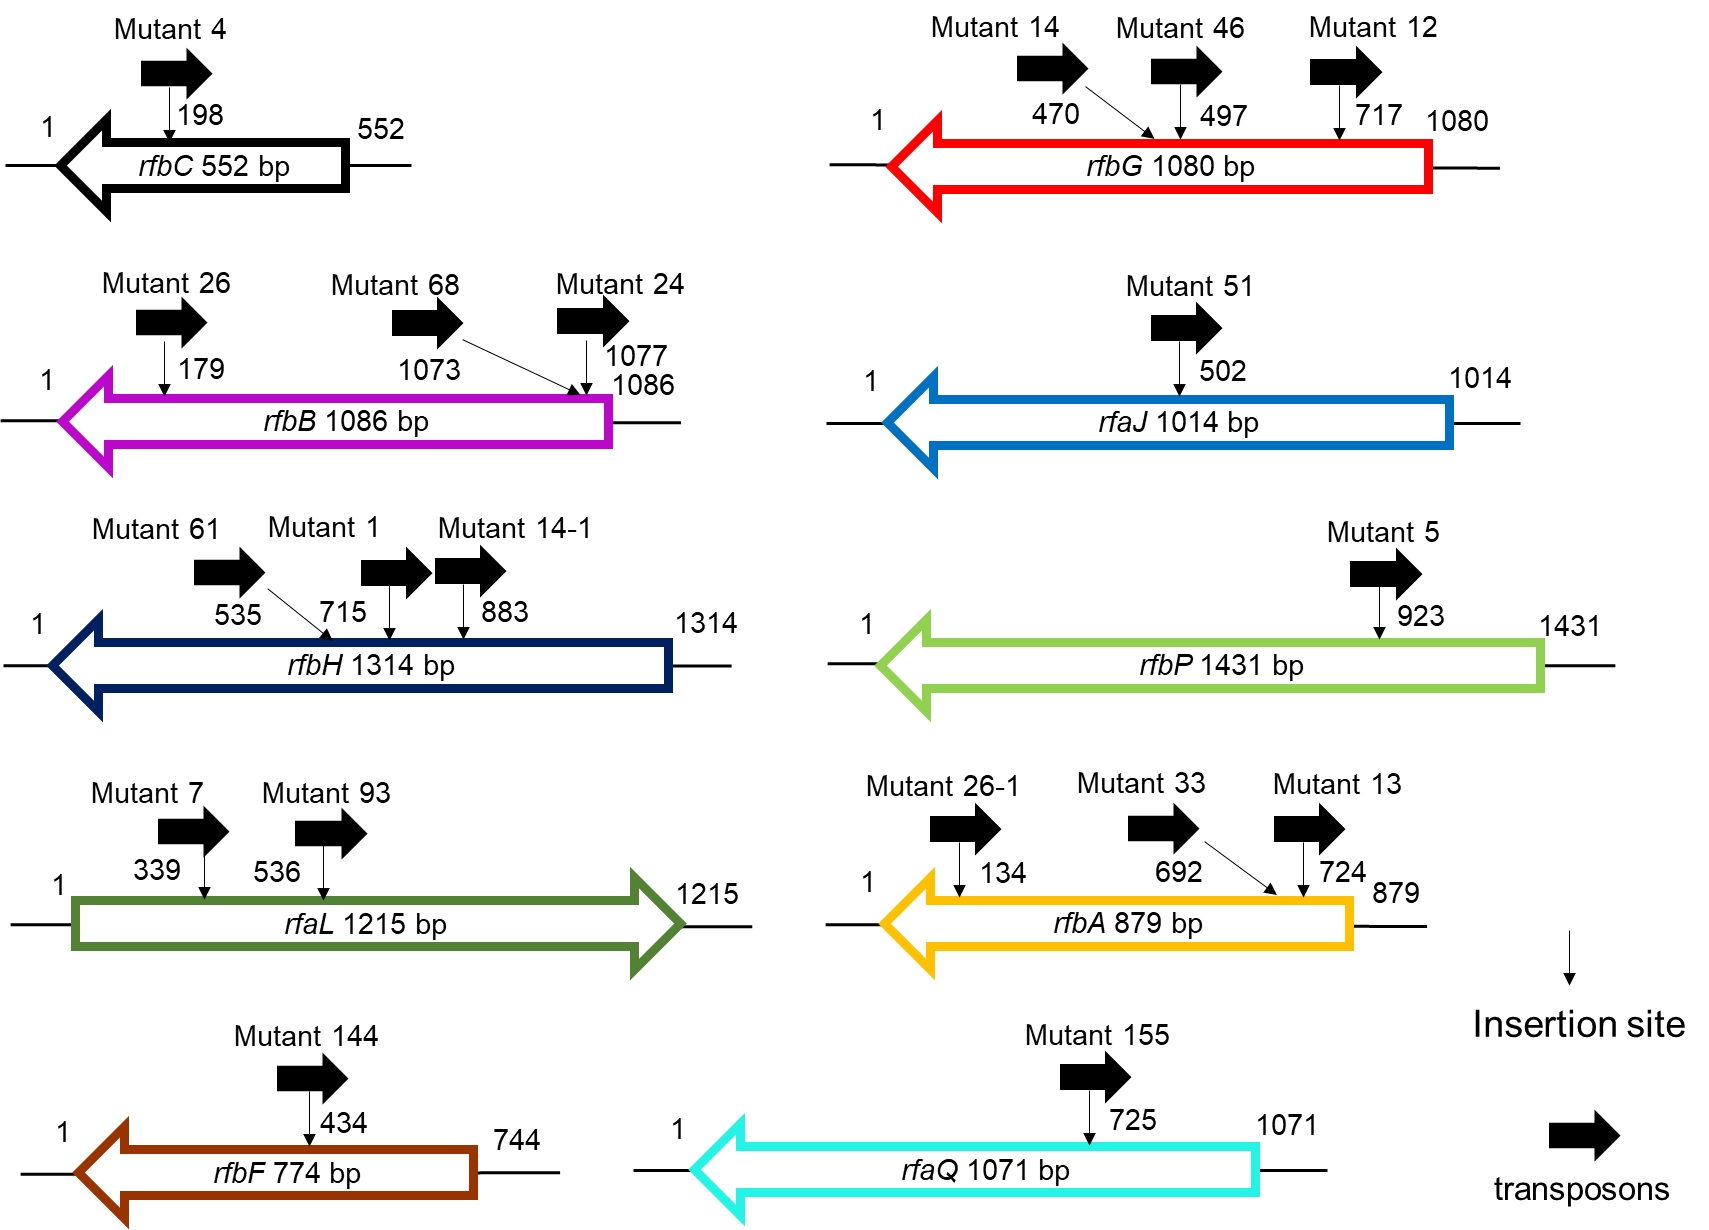 Mutant 4
198
1
552
rfbC 552 bp
Mutant 14
Mutant 46
Mutant 12
470
497
717
1
1080
rfbG 1080 bp
Mutant 26
Mutant 68
Mutant 24
179
1073
1077
1
1086
rfbB 1086 bp
Mutant 51
502
1
1014
rfaJ 1014 bp
Mutant 61
Mutant 1
Mutant 14-1
535
715
883
1
1314
rfbH 1314 bp
Mutant 5
923
1
1431
rfbP 1431 bp
Mutant 7
Mutant 93
339
536
1
1215
rfaL 1215 bp
Mutant 26-1
Mutant 33
Mutant 13
134
692
724
1
879
rfbA 879 bp
Insertion site
Mutant 144
434
1
744
rfbF 774 bp
Mutant 155
725
1
1071
rfaQ 1071 bp
transposons